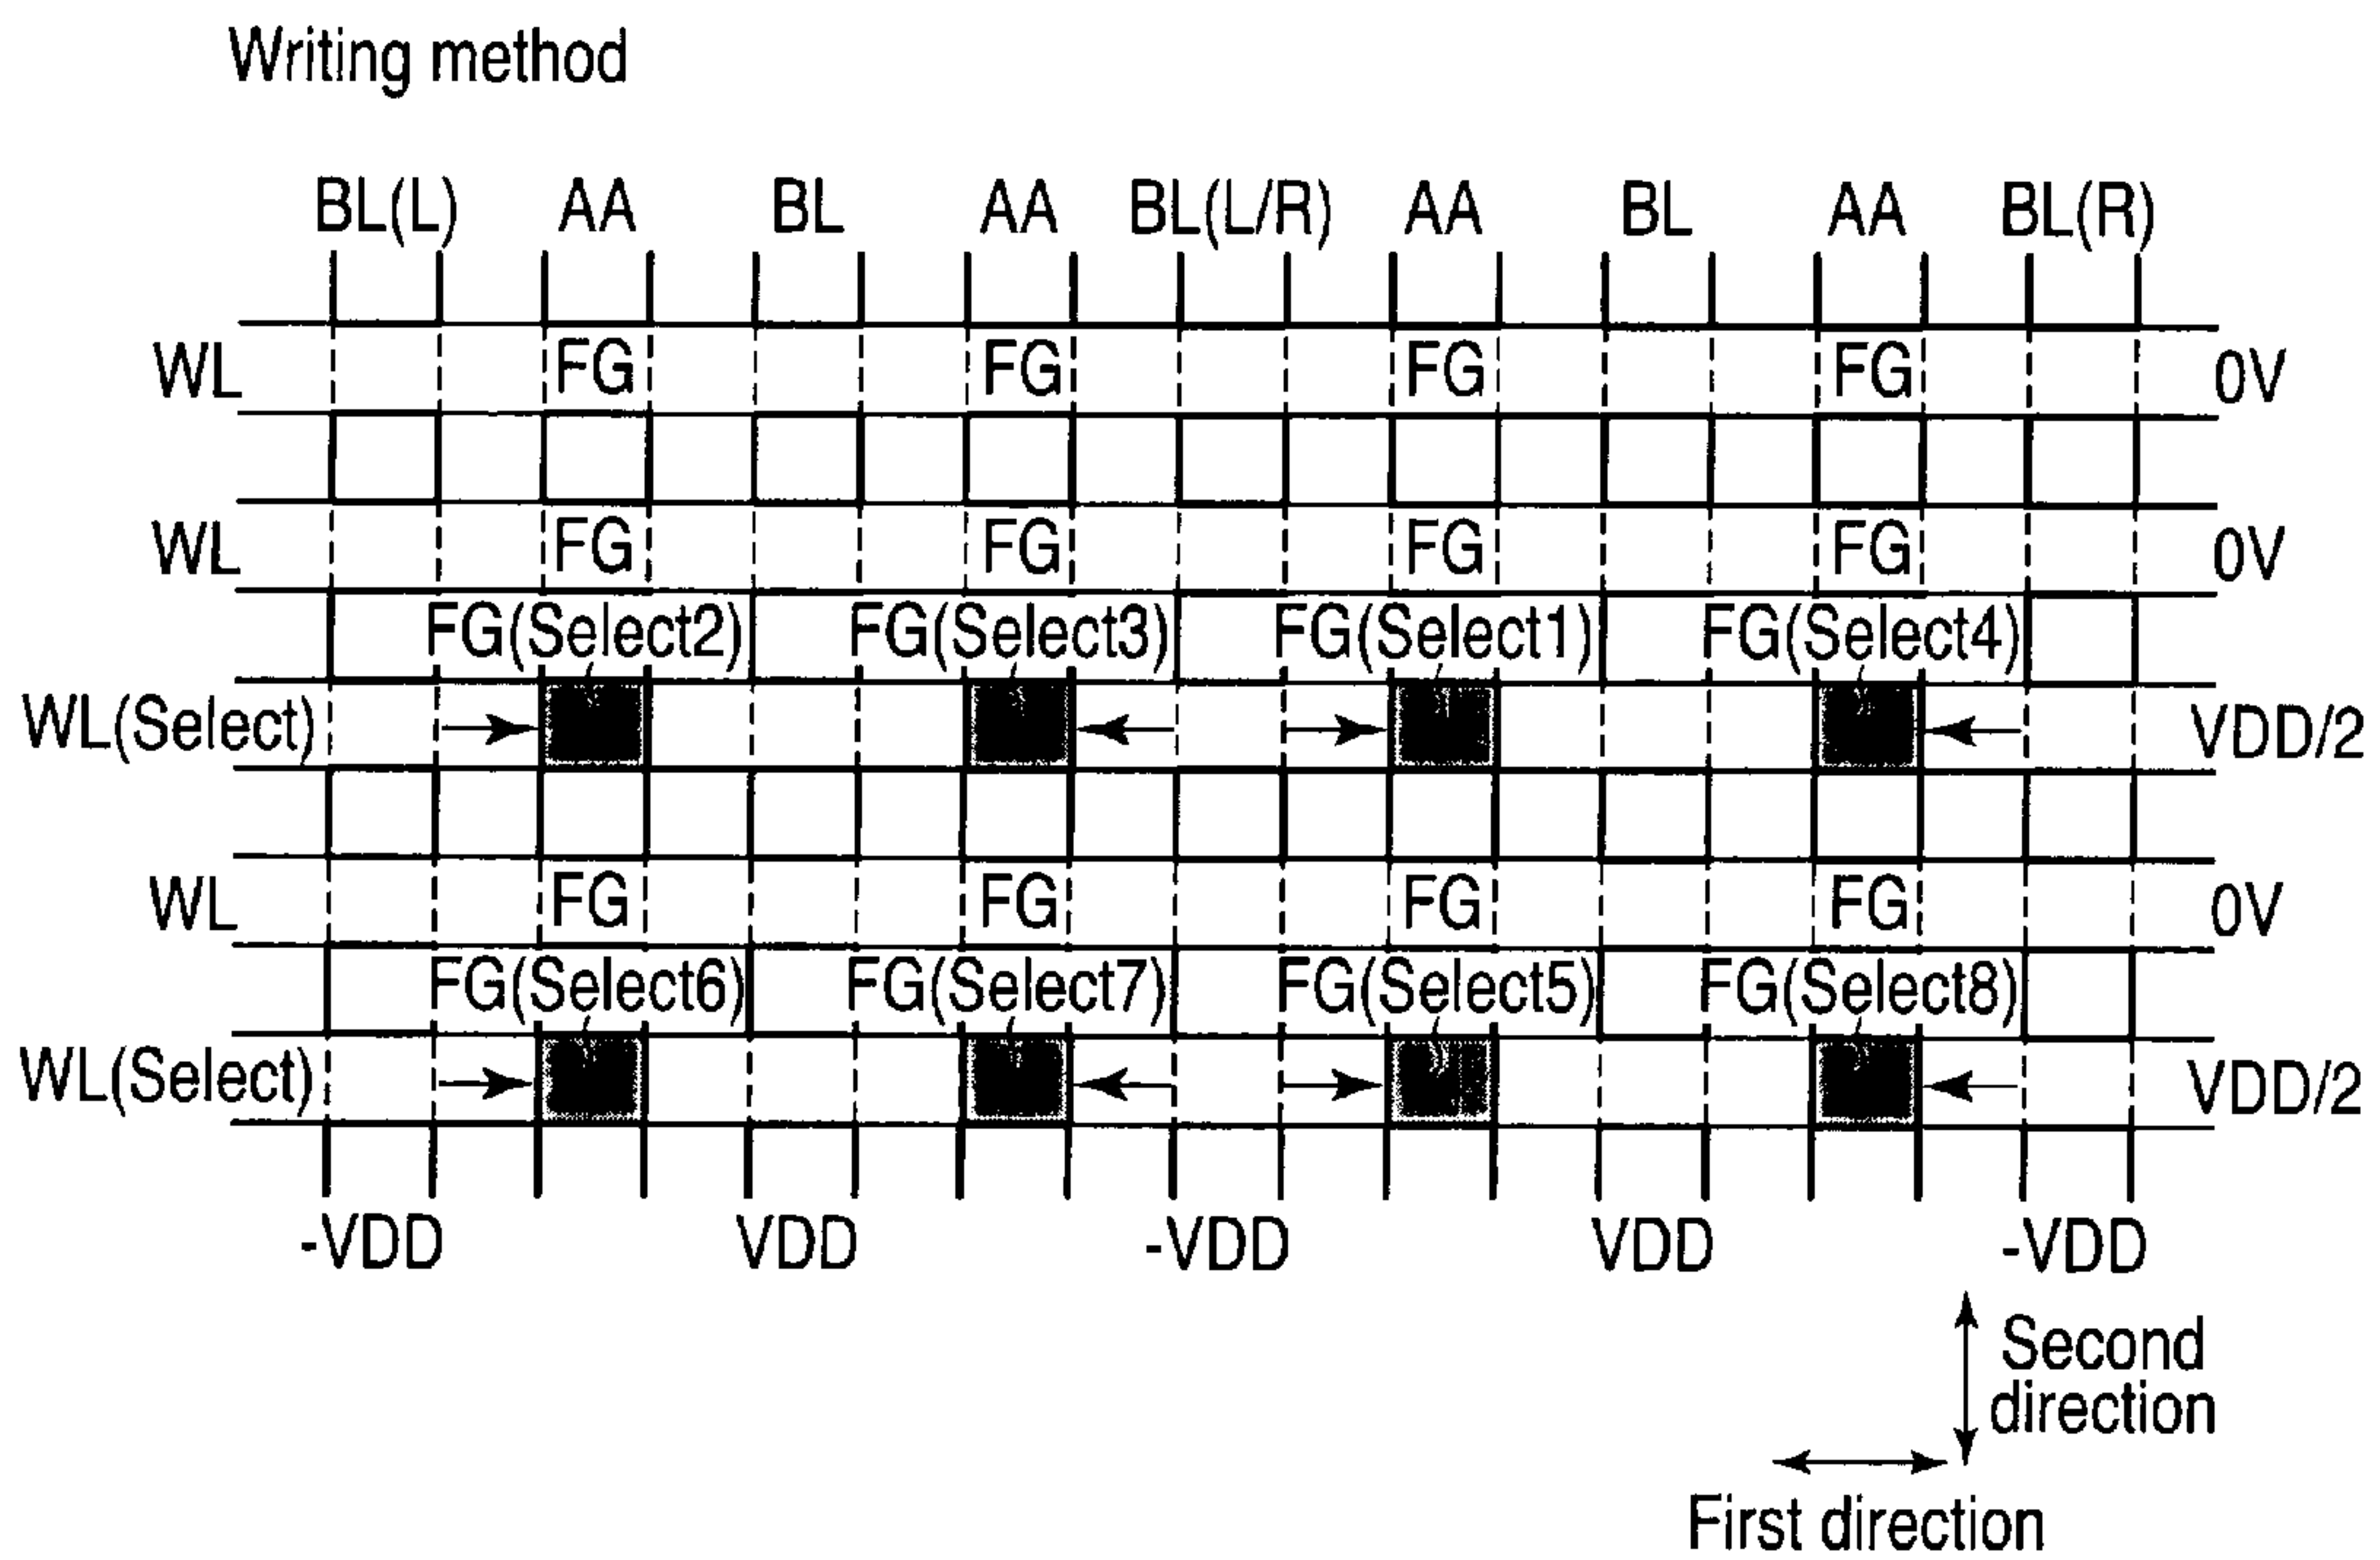 Writing method
BL(L) AA BL AA BL(L/R) AA BL AA BL(R)
WL FG FG FG FG 0V
WL FG FG FG FG 0V
FG(Select2) FG(Select3) FG(Select1) FG(Select4)
WL(Select) VDD/2
WL FG FG FG FG 0V
FG(Select6) FG(Select7) FG(Select5) FG(Select8)
WL(Select) VDD/2
-VDD VDD -VDD VDD -VDD
Second
direction
First direction